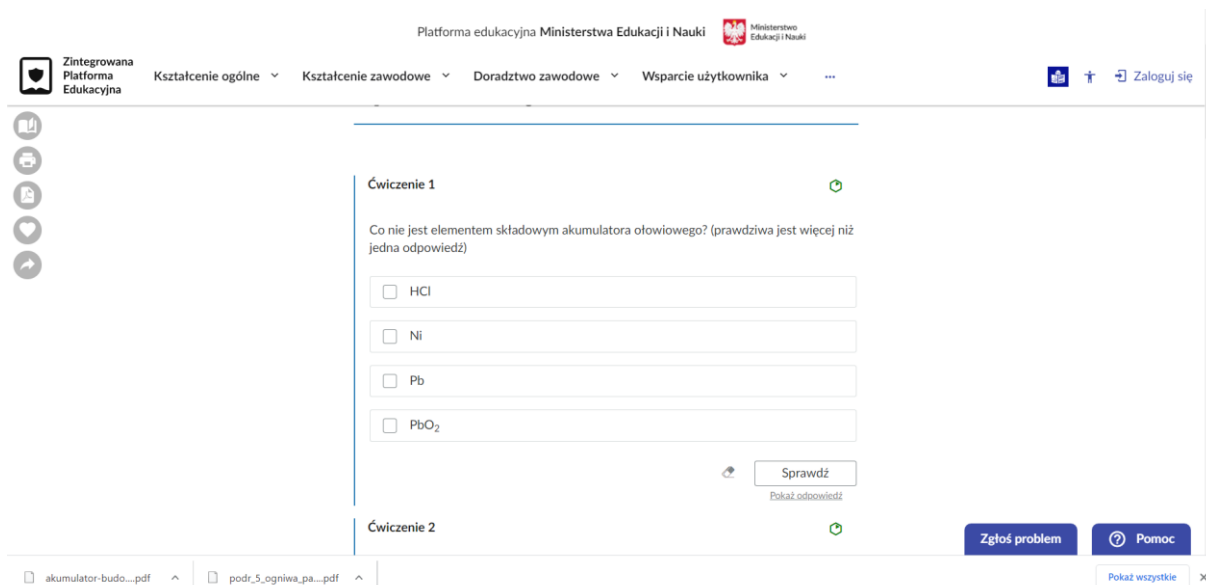 Platforma edukacyjna Ministerstwa Edukacji i Nauki
Ministerstwo
Edukacji i Nauki
Zintegrowana
Platforma
Edukacyjna
Kształcenie ogólne
Kształcenie zawodowe
Doradztwo zawodowe
Wsparcie użytkownika
...
Zaloguj się
Ćwiczenie 1
Co nie jest elementem składowym akumulatora ołowiowego? (prawdziwa jest więcej niż
jedna odpowiedź)
HCl
Ni
Pb
PbO₂
Sprawdź
Pokaż odpowiedź
Ćwiczenie 2
Zgłoś problem
Pomoc
akumulator-budo....pdf
podr_5_ogniwa_pa....pdf
Pokaż wszystkie